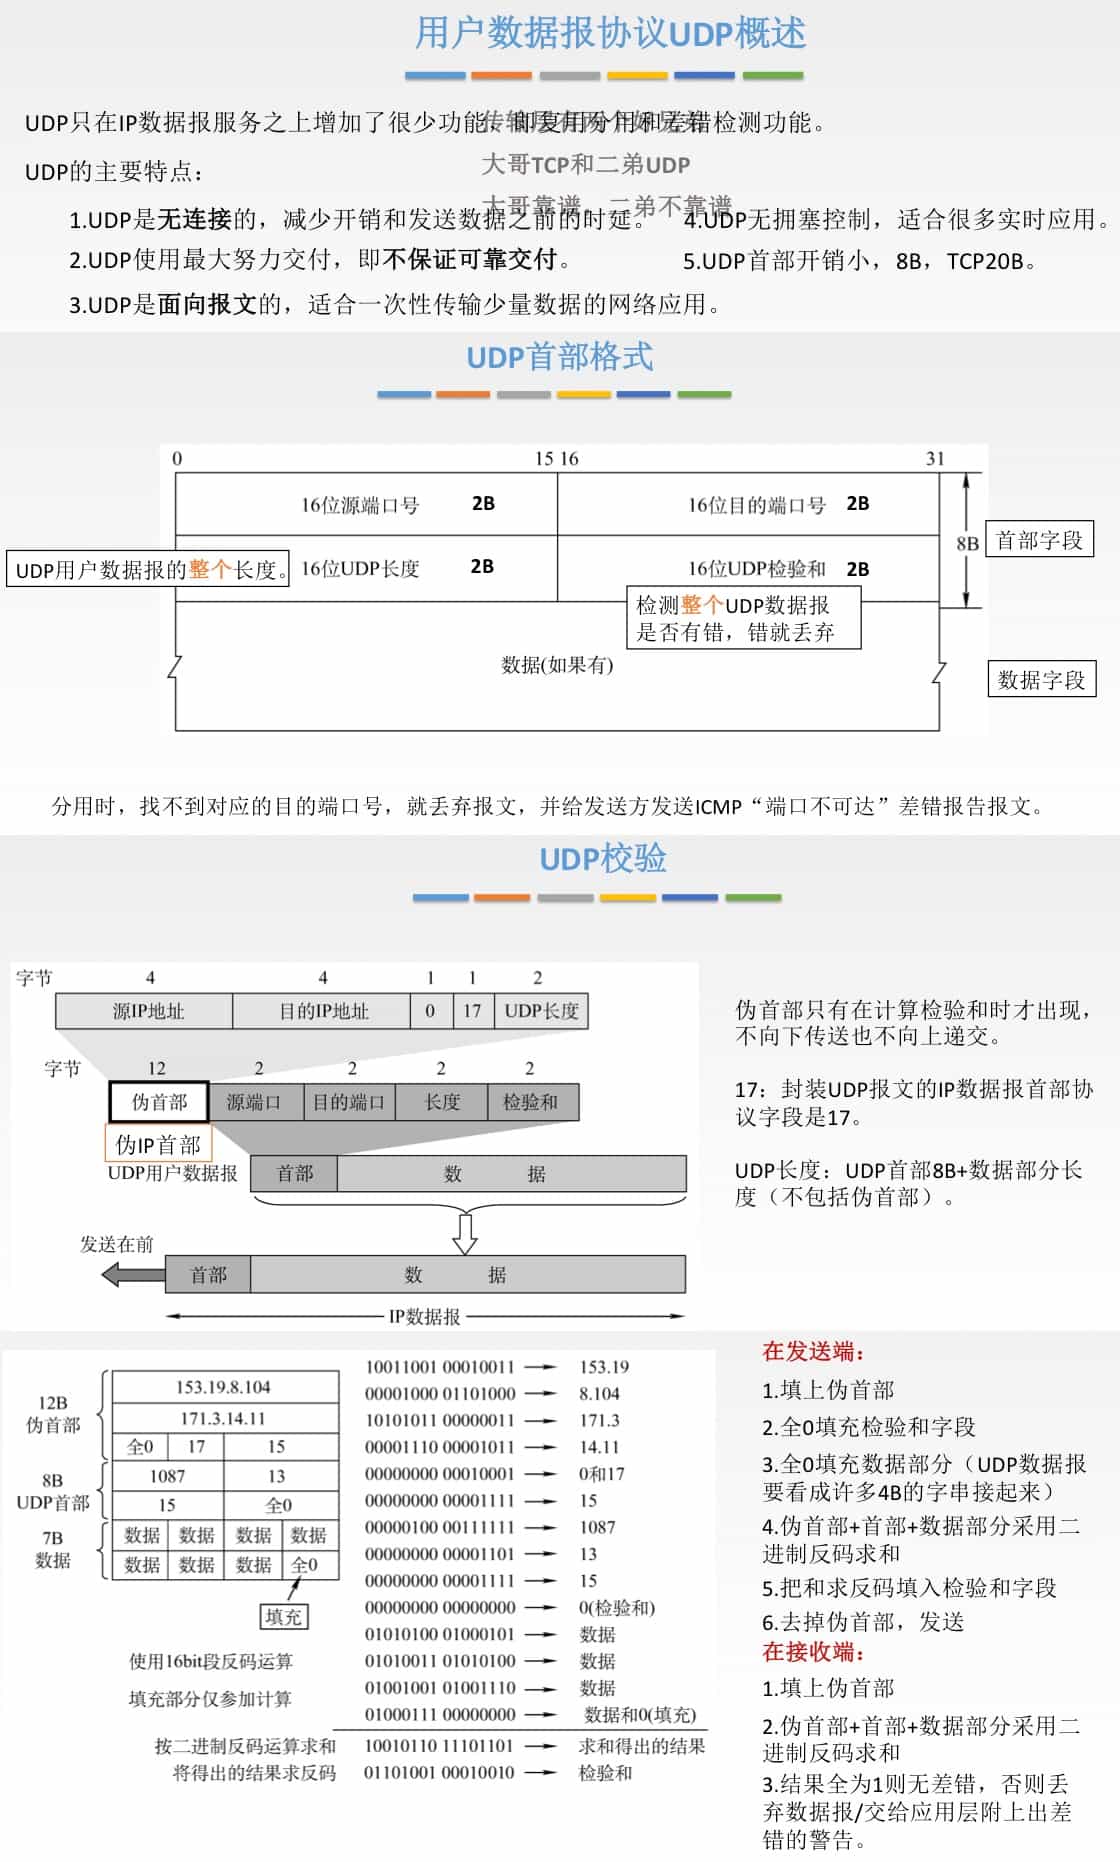 用户数据报协议UDP概述
UDP只在IP数据报服务之上增加了很少功能，即复用分用和差错检测功能。
传输层有两个好兄弟
大哥TCP和二弟UDP
大哥靠谱，二弟不靠谱
UDP的主要特点：
1.UDP是无连接的，减少开销和发送数据之前的时延。
2.UDP使用最大努力交付，即不保证可靠交付。
3.UDP是面向报文的，适合一次性传输少量数据的网络应用。
4.UDP无拥塞控制，适合很多实时应用。
5.UDP首部开销小，8B，TCP20B。
UDP首部格式
0 15 16 31
16位源端口号 2B 16位目的端口号 2B
8B 首部字段
UDP用户数据报的整个长度。 16位UDP长度 2B 16位UDP检验和 2B
检测整个UDP数据报
是否有错，错就丢弃
数据(如果有)
数据字段
分用时，找不到对应的目的端口号，就丢弃报文，并给发送方发送ICMP“端口不可达”差错报告报文。
UDP校验
字节 4 4 1 1 2
源IP地址 目的IP地址 0 17 UDP长度
字节 12 2 2 2 2
伪首部 源端口 目的端口 长度 检验和
伪IP首部
UDP用户数据报 首部 数 据
发送在前
首部 数 据
IP数据报
伪首部只有在计算检验和时才出现，
不向下传送也不向上递交。
17：封装UDP报文的IP数据报首部协
议字段是17。
UDP长度：UDP首部8B+数据部分长
度（不包括伪首部）。
12B
伪首部
153.19.8.104
171.3.14.11
全0 17 15
8B
UDP首部
1087 13
15 全0
7B
数据
数据 数据 数据 数据
数据 数据 数据 全0
填充
使用16bit段反码运算
填充部分仅参加计算
10011001 00010011 → 153.19
00001000 01101000 → 8.104
10101011 00000011 → 171.3
00001110 00001011 → 14.11
00000000 00010001 → 0和17
00000000 00001111 → 15
00000100 00111111 → 1087
00000000 00001101 → 13
00000000 00001111 → 15
00000000 00000000 → 0(检验和)
01010100 01000101 → 数据
01010011 01010100 → 数据
01001001 01001110 → 数据
01000111 00000000 → 数据和0(填充)
按二进制反码运算求和 10010110 11101101 → 求和得出的结果
将得出的结果求反码 01101001 00010010 → 检验和
在发送端：
1.填上伪首部
2.全0填充检验和字段
3.全0填充数据部分（UDP数据报
要看成许多4B的字串接起来）
4.伪首部+首部+数据部分采用二
进制反码求和
5.把和求反码填入检验和字段
6.去掉伪首部，发送
在接收端：
1.填上伪首部
2.伪首部+首部+数据部分采用二
进制反码求和
3.结果全为1则无差错，否则丢
弃数据报/交给应用层附上出差
错的警告。